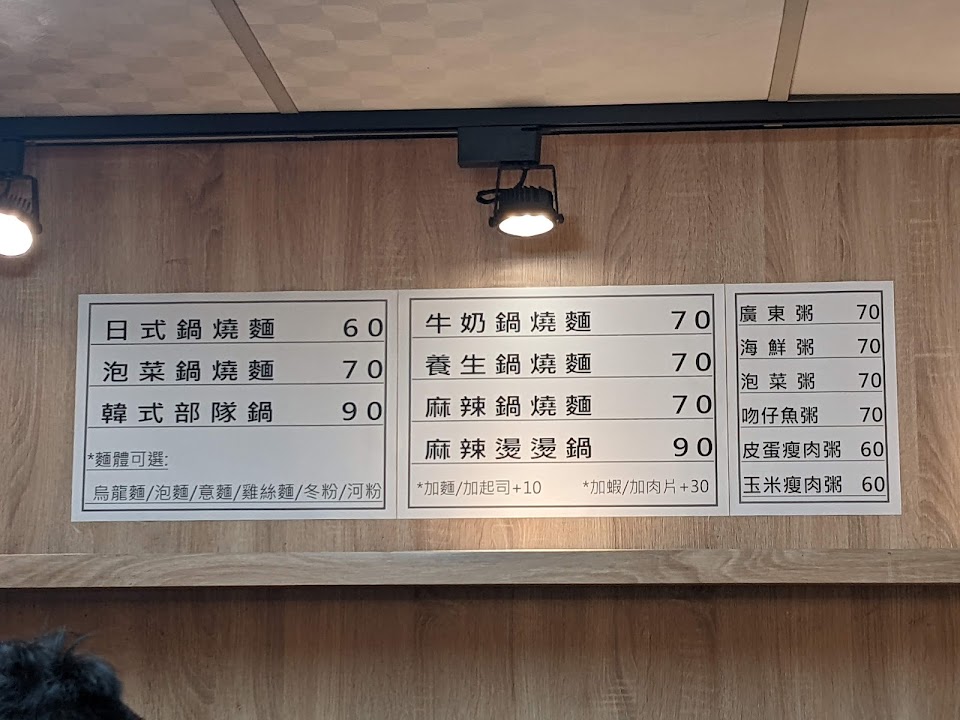 日式鍋燒麵 60
泡菜鍋燒麵 70
韓式部隊鍋 90
*麵體可選:
烏龍麵/泡麵/意麵/雞絲麵/冬粉/河粉
牛奶鍋燒麵 70
養生鍋燒麵 70
麻辣鍋燒麵 70
麻辣燙燙鍋 90
*加麵/加起司+10 *加蝦/加肉片+30
廣東粥 70
海鮮粥 70
泡菜粥 70
吻仔魚粥 70
皮蛋瘦肉粥 60
玉米瘦肉粥 60